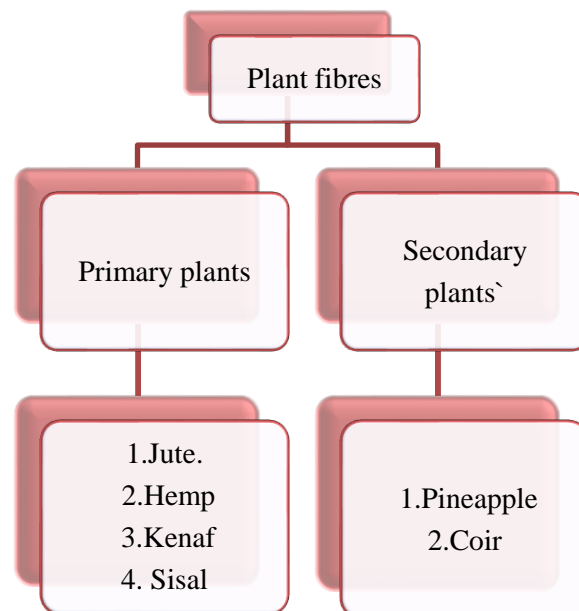 Plant fibres
Primary plants
Secondary
plants`
1.Jute.
2.Hemp
3.Kenaf
4. Sisal
1.Pineapple
2.Coir